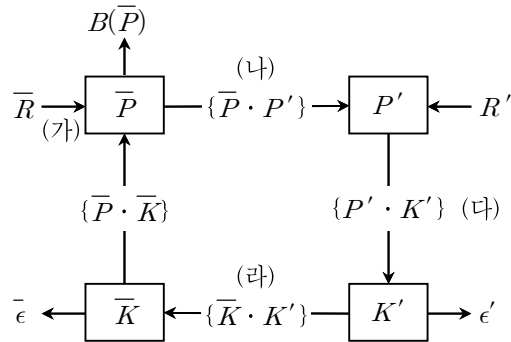 B(P̅)
(나)
R̅ P̅ {P̅ · P′} P′ R′
(가)
{P̅ · K̅} {P′ · K′} (다)
(라)
ϵ̅ K̅ {K̅ · K′} K′ ϵ′